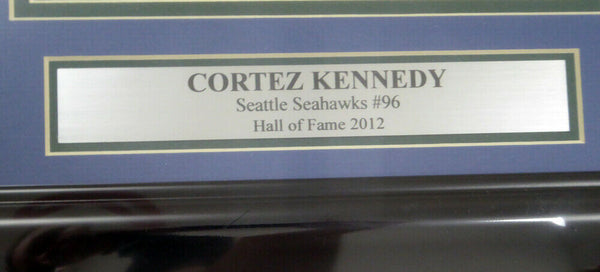 CORTEZ KENNEDY
Seattle Seahawks #96
Hall of Fame 2012